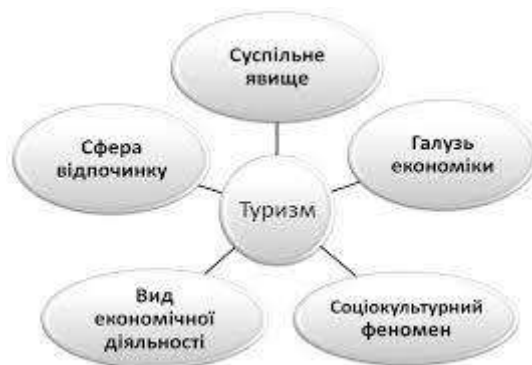 Суспільне
явище
Сфера
відпочинку
Галузь
економіки
Туризм
Вид
економічної
діяльності
Соціокультурний
феномен